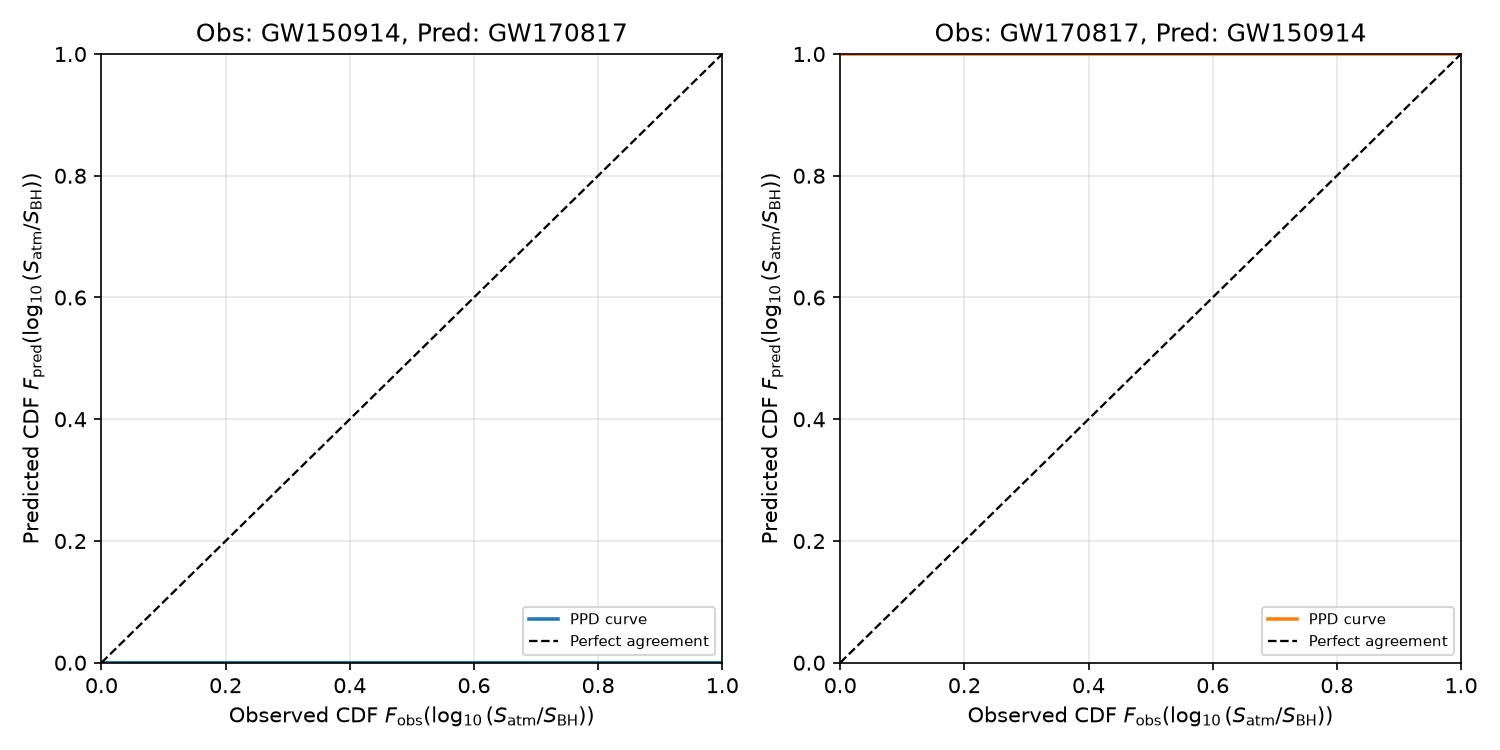 Obs: GW150914, Pred: GW170817
1.0
0.8
0.6
0.4
0.2
0.0
Predicted CDF F_pred(log₁₀ (S_atm/S_BH))
PPD curve
Perfect agreement
0.0 0.2 0.4 0.6 0.8 1.0
Observed CDF F_obs(log₁₀ (S_atm/S_BH))
Obs: GW170817, Pred: GW150914
1.0
0.8
0.6
0.4
0.2
0.0
Predicted CDF F_pred(log₁₀ (S_atm/S_BH))
PPD curve
Perfect agreement
0.0 0.2 0.4 0.6 0.8 1.0
Observed CDF F_obs(log₁₀ (S_atm/S_BH))